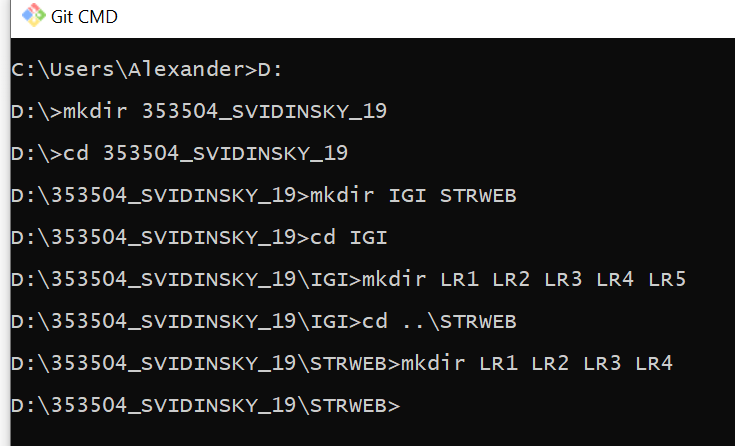 Git CMD
C:\Users\Alexander>D:
D:\>mkdir 353504_SVIDINSKY_19
D:\>cd 353504_SVIDINSKY_19
D:\353504_SVIDINSKY_19>mkdir IGI STRWEB
D:\353504_SVIDINSKY_19>cd IGI
D:\353504_SVIDINSKY_19\IGI>mkdir LR1 LR2 LR3 LR4 LR5
D:\353504_SVIDINSKY_19\IGI>cd ..\STRWEB
D:\353504_SVIDINSKY_19\STRWEB>mkdir LR1 LR2 LR3 LR4
D:\353504_SVIDINSKY_19\STRWEB>